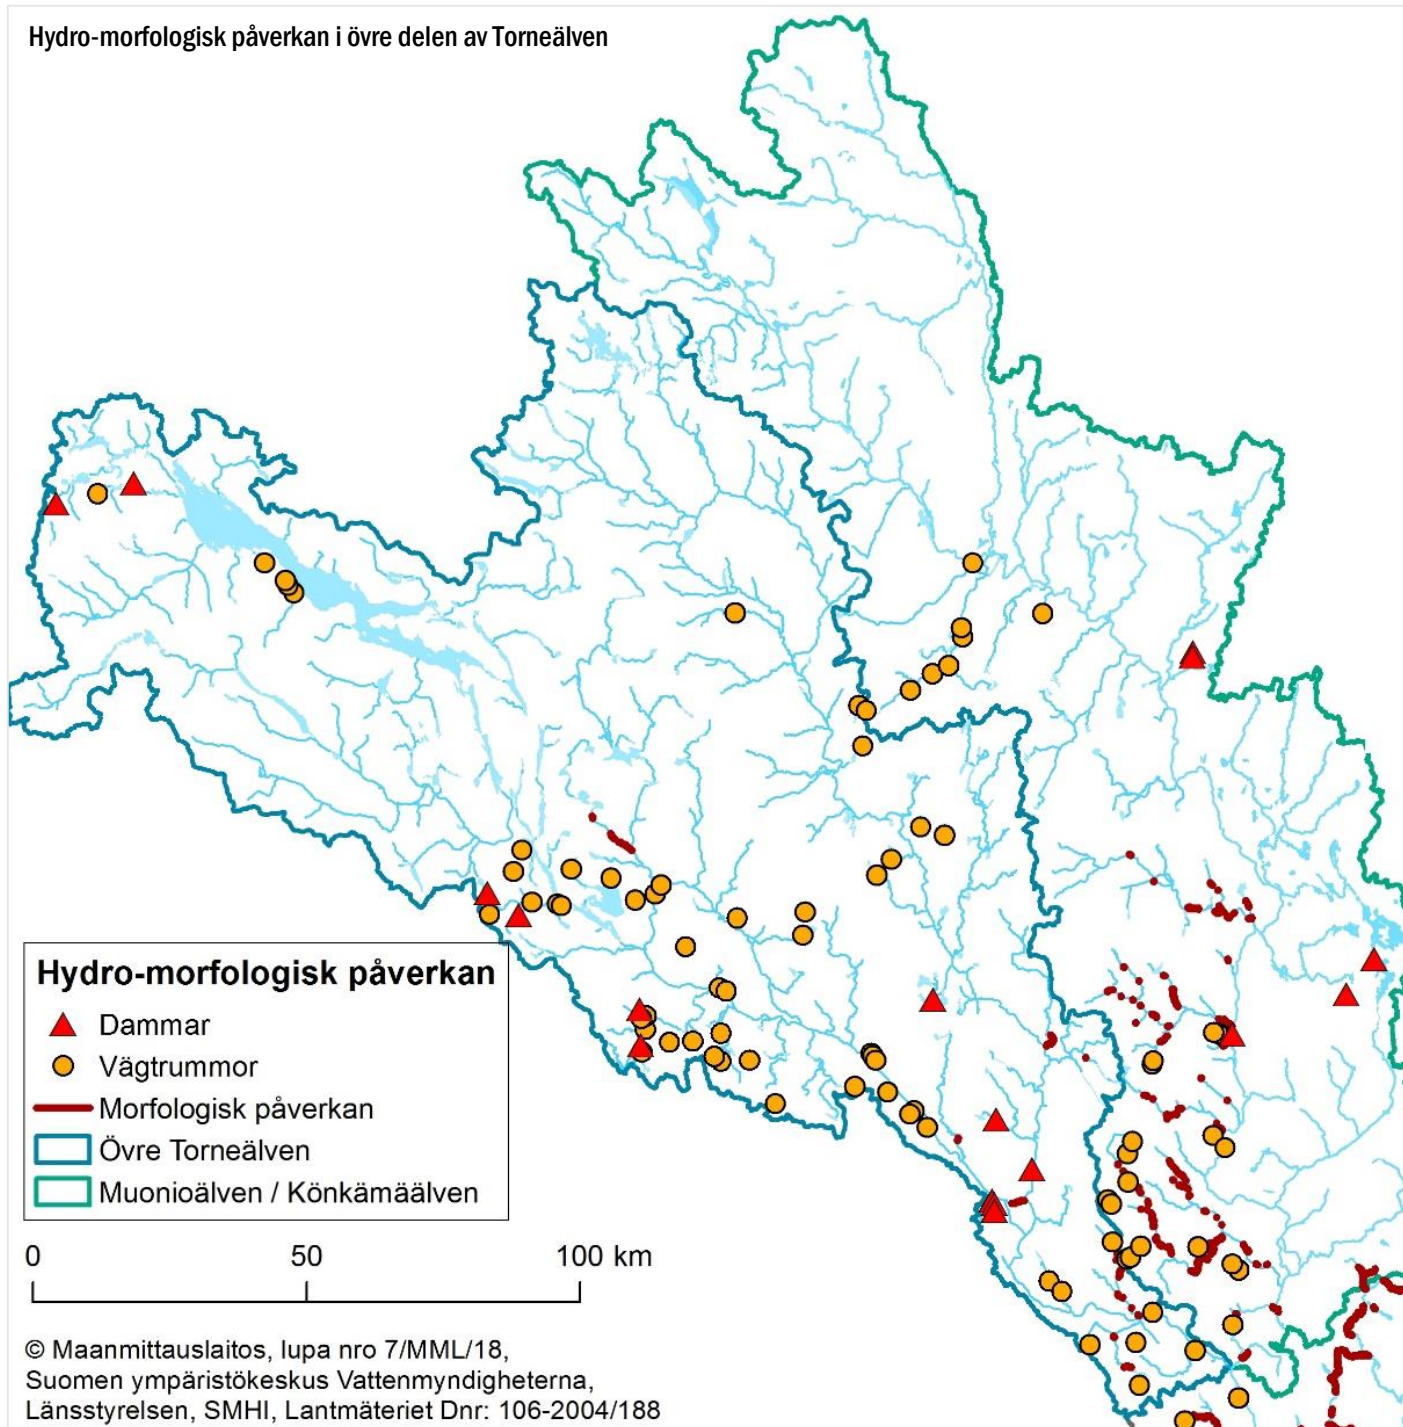 Hydro-morfologisk påverkan i övre delen av Torneälven
Hydro-morfologisk påverkan
Dammar
Vägtrummor
Morfologisk påverkan
Övre Torneälven
Muonioälven / Könkämäälven
0 50 100 km
© Maanmittauslaitos, lupa nro 7/MML/18,
Suomen ympäristökeskus Vattenmyndigheterna,
Länsstyrelsen, SMHI, Lantmäteriet Dnr: 106-2004/188